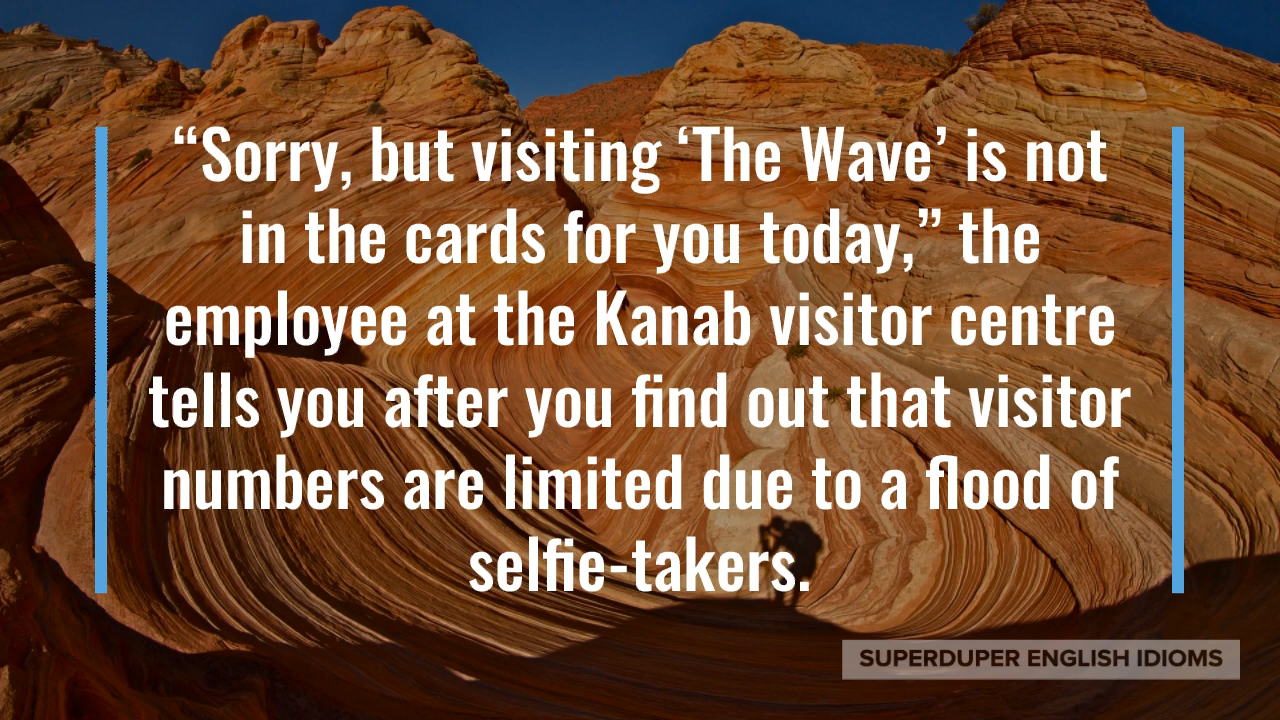 “Sorry, but visiting ‘The Wave’ is not
in the cards for you today,” the
employee at the Kanab visitor centre
tells you after you find out that visitor
numbers are limited due to a flood of
selfie-takers.
SUPERDUPER ENGLISH IDIOMS